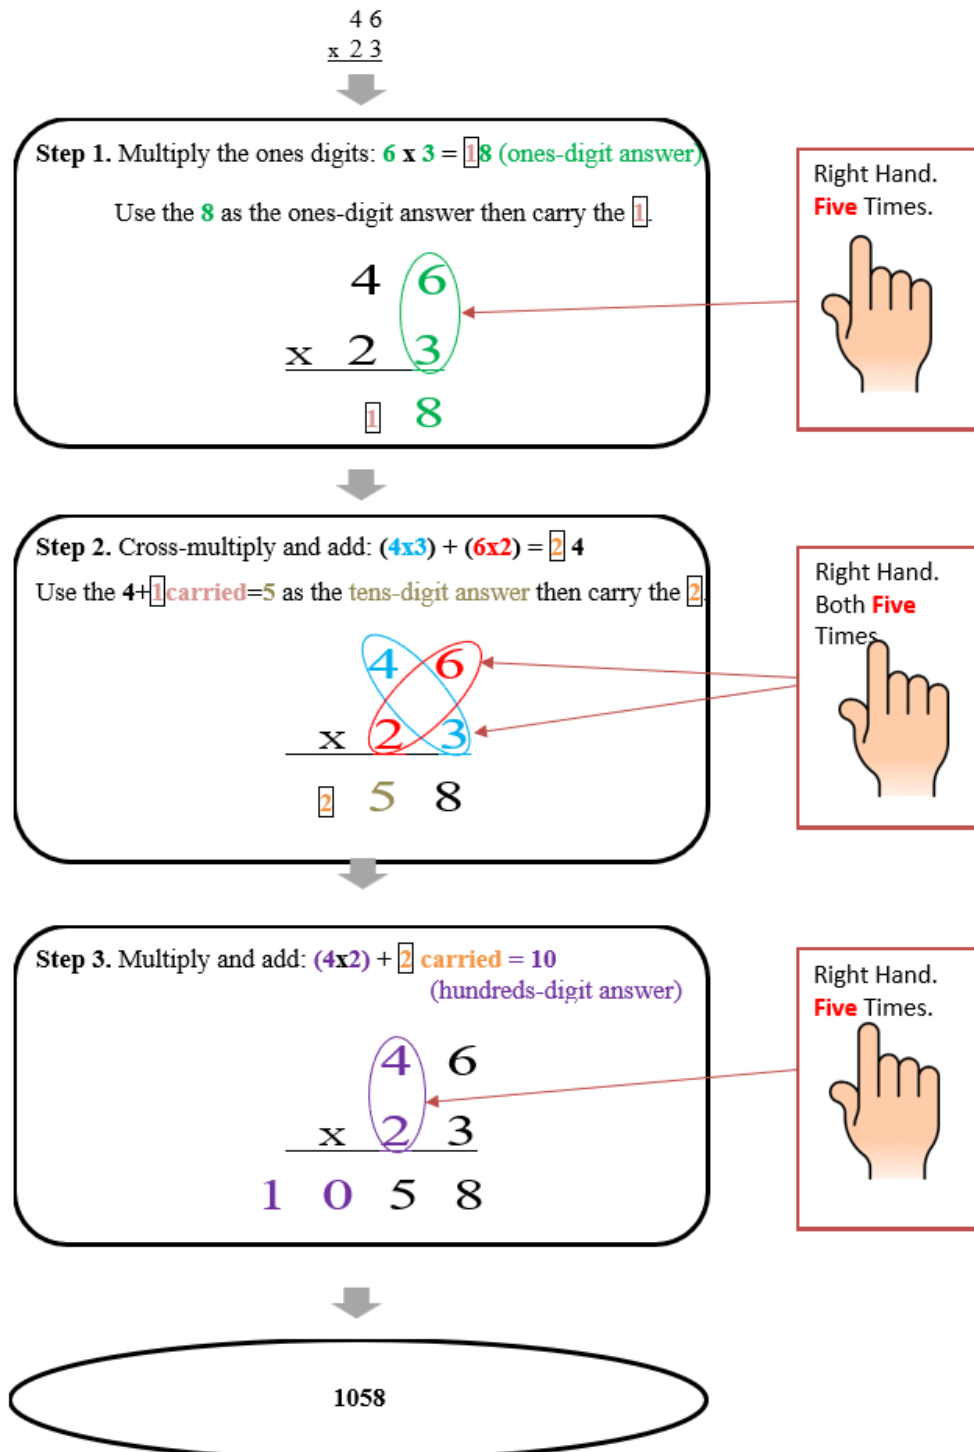 4 6
x 2 3
Step 1. Multiply the ones digits: 6 x 3 = 18 (ones-digit answer)
Use the 8 as the ones-digit answer then carry the 1.
Right Hand.
Five Times.
4 6
x 2 3
1 8
Step 2. Cross-multiply and add: (4x3) + (6x2) = 2 4
Use the 4+1carried=5 as the tens-digit answer then carry the 2.
Right Hand.
Both Five
Times.
4 6
x 2 3
2 5 8
Step 3. Multiply and add: (4x2) + 2 carried = 10
(hundreds-digit answer)
Right Hand.
Five Times.
4 6
x 2 3
1 0 5 8
1058